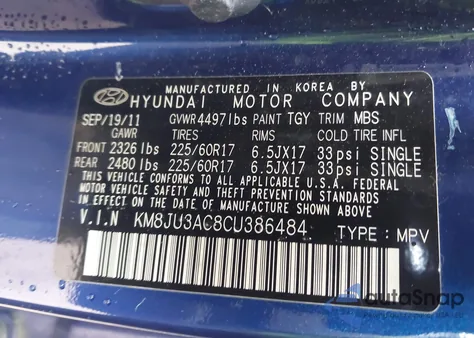 MANUFACTURED IN KOREA BY
HYUNDAI MOTOR COMPANY
SEP/19/11 GVWR 4497lbs PAINT TGY TRIM MBS
GAWR TIRES RIMS COLD TIRE INFL
FRONT 2326 lbs 225/60R17 6.5JX17 33psi SINGLE
REAR 2480 lbs 225/60R17 6.5JX17 33psi SINGLE
THIS VEHICLE CONFORMS TO ALL APPLICABLE U.S.A. FEDERAL
MOTOR VEHICLE SAFETY AND THEFT PREVENTION STANDARDS
IN EFFECT ON THE DATE OF MANUFACTURE SHOWN ABOVE
V.I.N KM8JU3AC8CU386484 TYPE: MPV
autoSnap